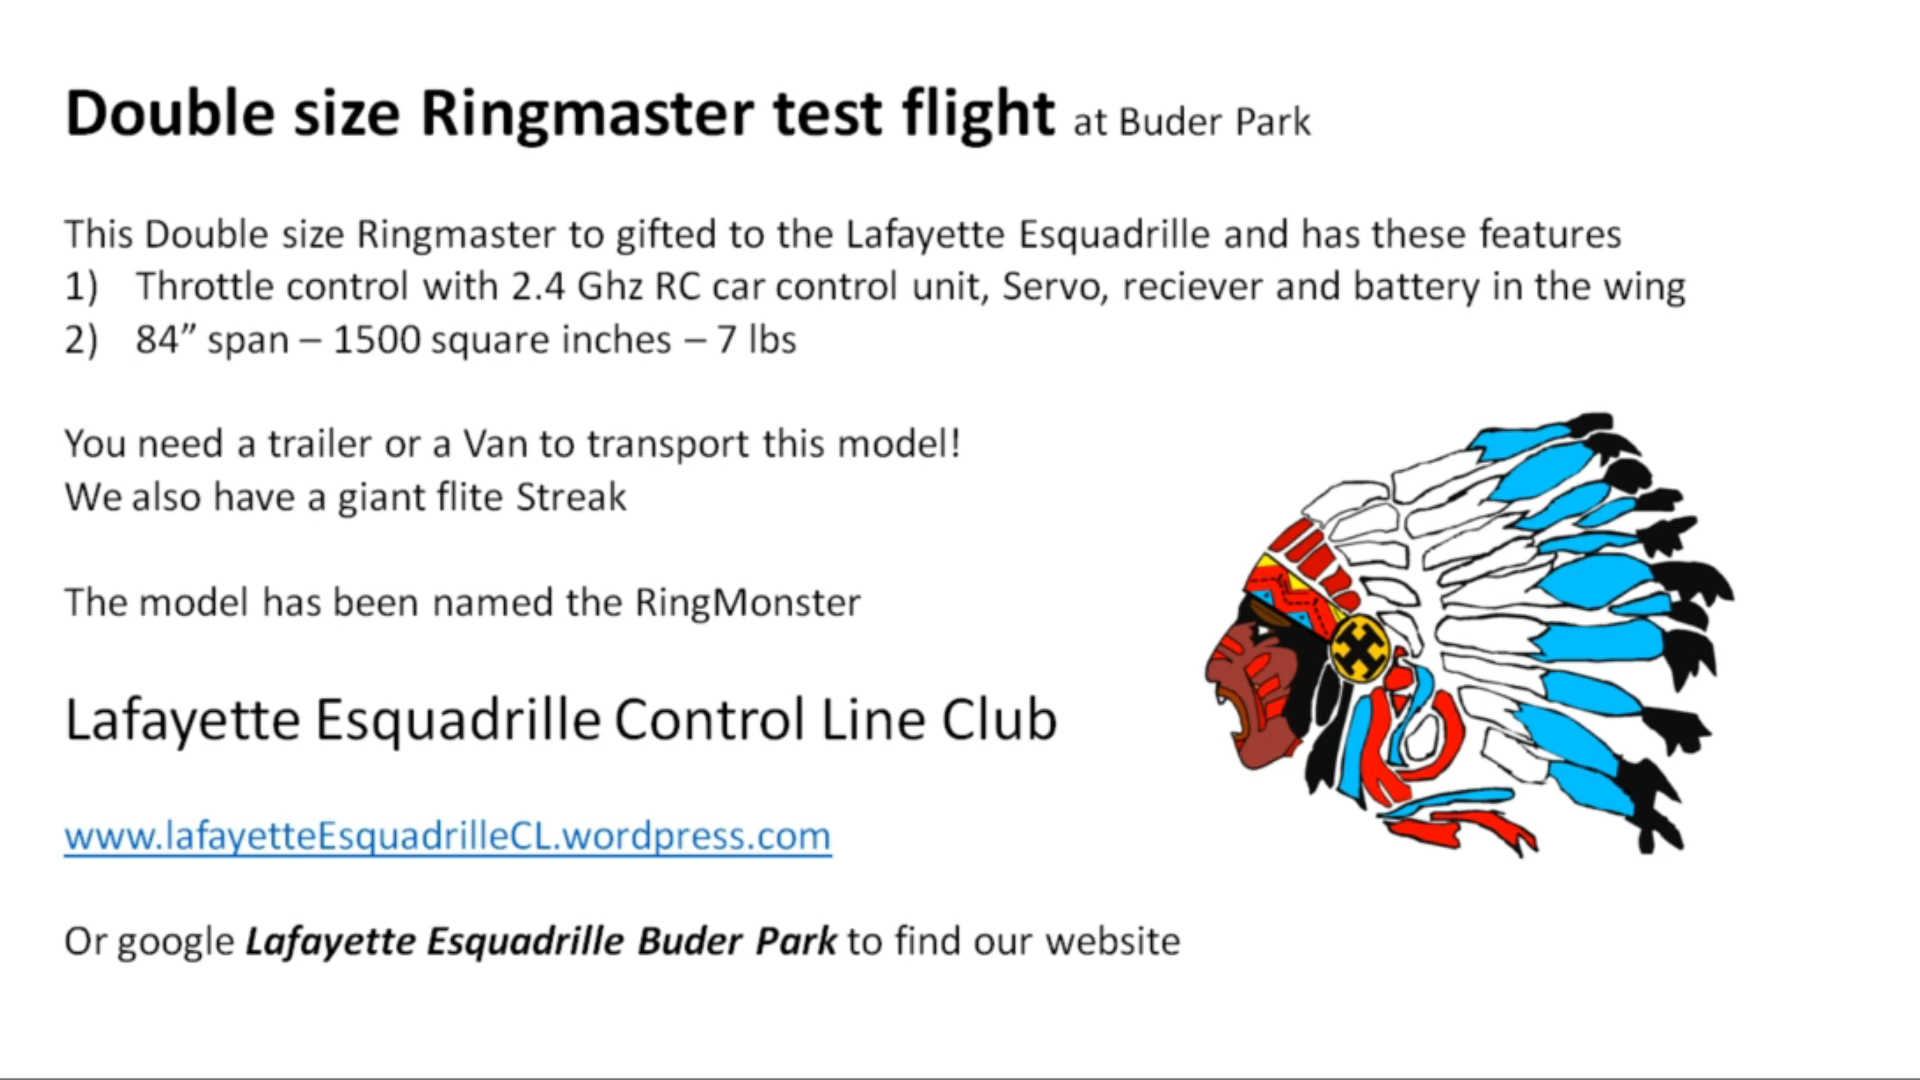 Double size Ringmaster test flight at Buder Park
This Double size Ringmaster to gifted to the Lafayette Esquadrille and has these features
1) Throttle control with 2.4 Ghz RC car control unit, Servo, reciever and battery in the wing
2) 84” span – 1500 square inches – 7 lbs
You need a trailer or a Van to transport this model!
We also have a giant flite Streak
The model has been named the RingMonster
Lafayette Esquadrille Control Line Club
www.lafayetteEsquadrilleCL.wordpress.com
Or google Lafayette Esquadrille Buder Park to find our website